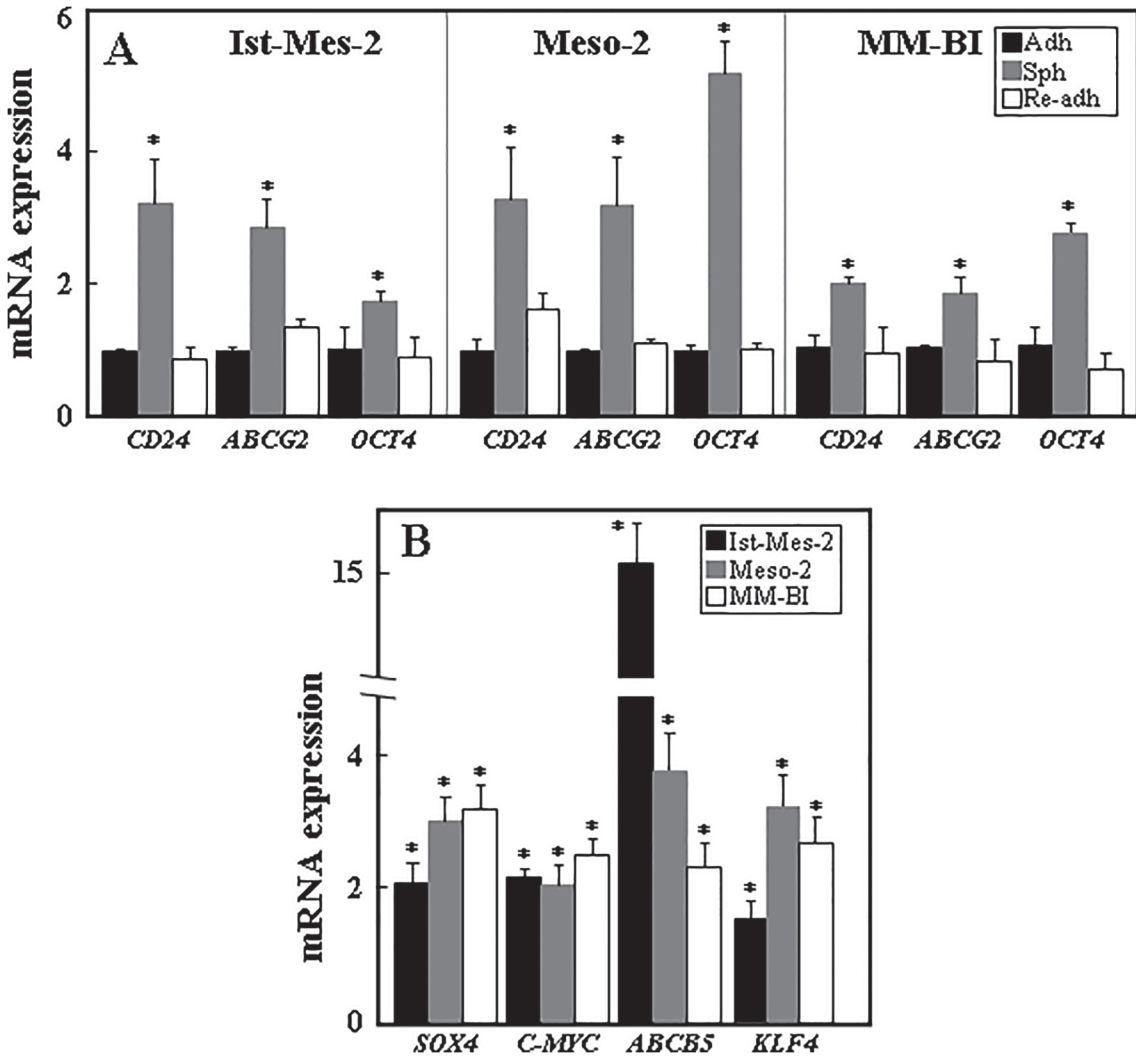 A
Ist-Mes-2
Meso-2
MM-BI
Adh
Sph
Re-adh
mRNA expression
6
4
2
0
CD24 ABCG2 OCT4 CD24 ABCG2 OCT4 CD24 ABCG2 OCT4
* * * * * * * * *
B
Ist-Mes-2
Meso-2
MM-BI
mRNA expression
15
4
2
0
* * * * * * * * * * * *
SOX4 C-MYC ABCB5 KLF4